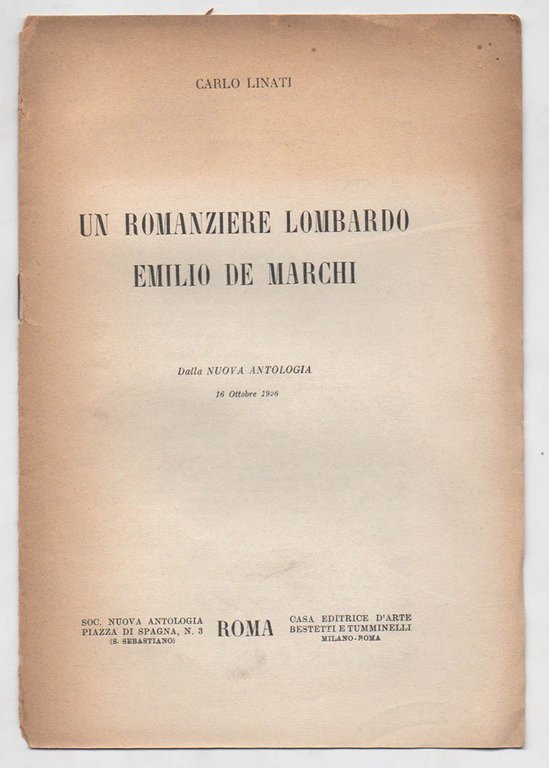 CARLO LINATI
UN ROMANZIERE LOMBARDO
EMILIO DE MARCHI
Dalla NUOVA ANTOLOGIA
16 Ottobre 1926
SOC. NUOVA ANTOLOGIA
PIAZZA DI SPAGNA, N. 3
(S. SEBASTIANO)
ROMA
CASA EDITRICE D'ARTE
BESTETTI E TUMMINELLI
MILANO-ROMA